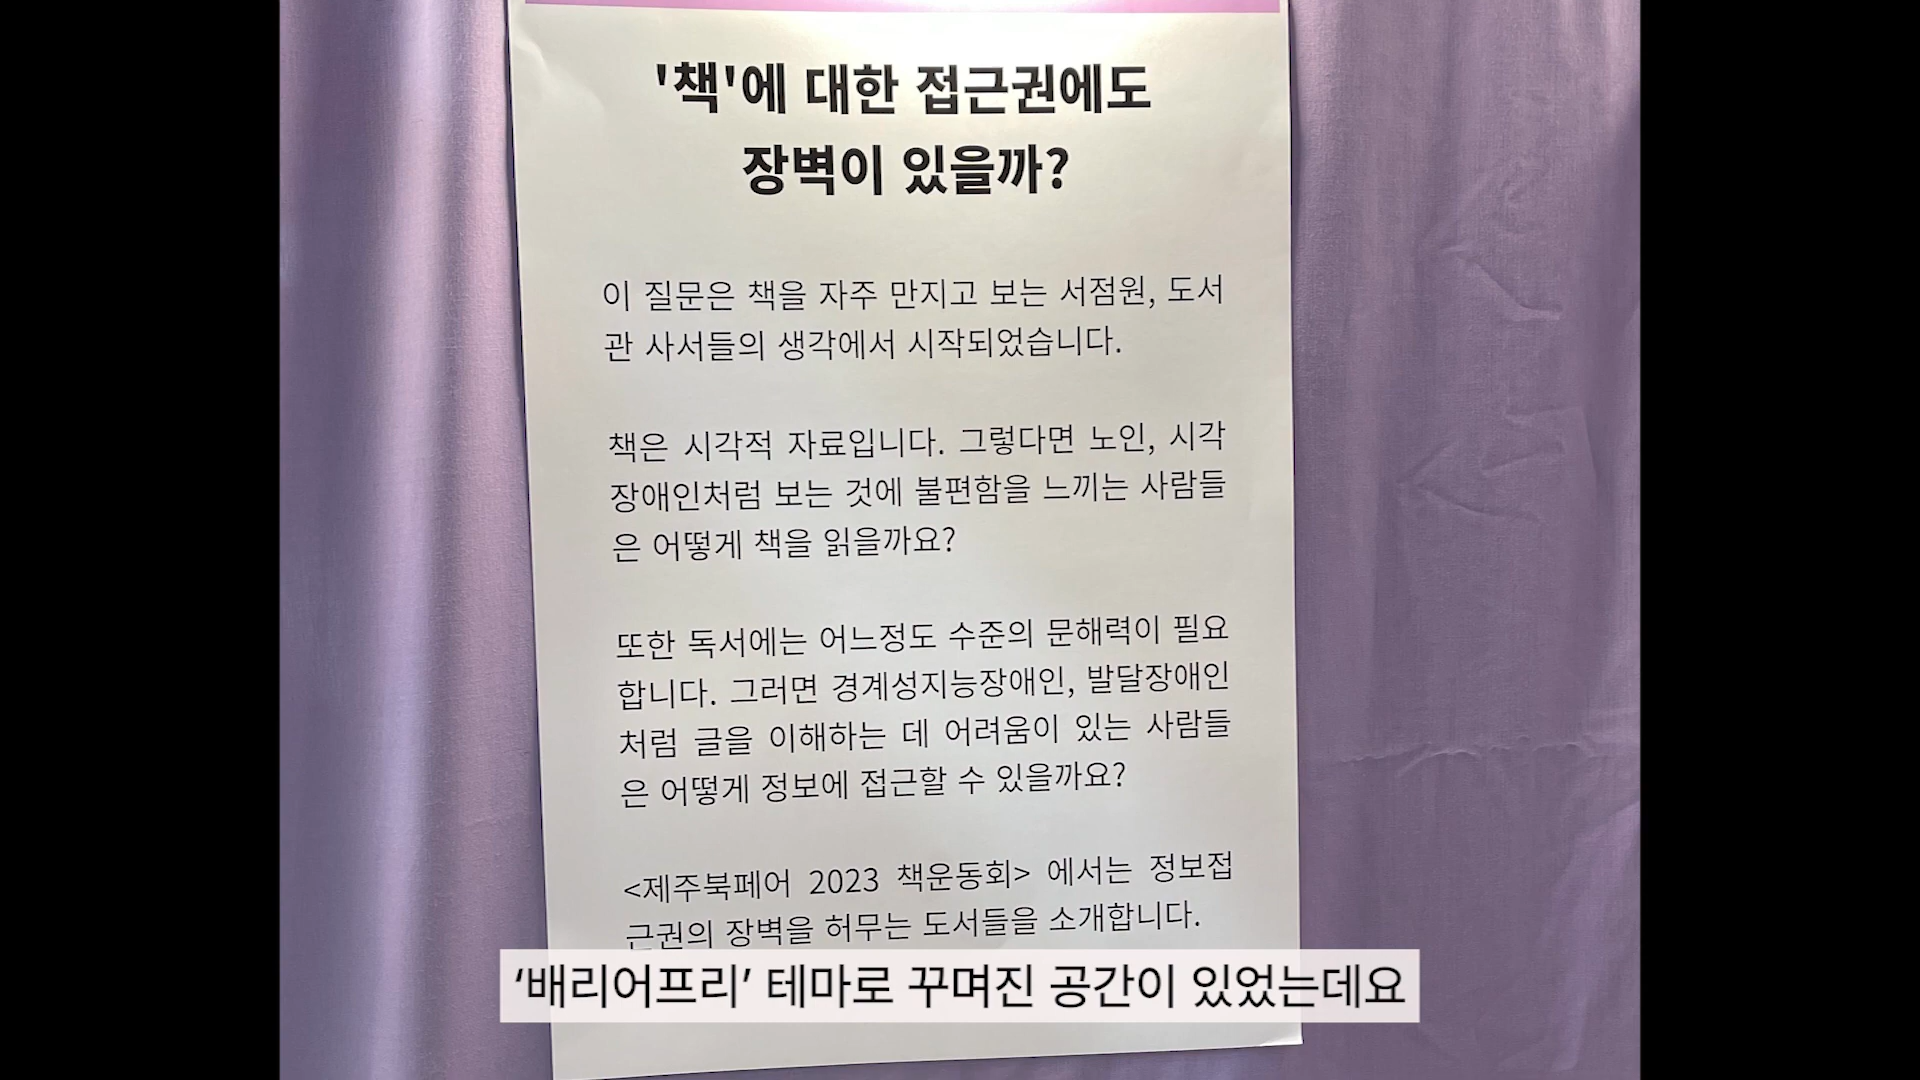 '책'에 대한 접근권에도
장벽이 있을까?
이 질문은 책을 자주 만지고 보는 서점원, 도서
관 사서들의 생각에서 시작되었습니다.
책은 시각적 자료입니다. 그렇다면 노인, 시각
장애인처럼 보는 것에 불편함을 느끼는 사람들
은 어떻게 책을 읽을까요?
또한 독서에는 어느정도 수준의 문해력이 필요
합니다. 그러면 경계성지능장애인, 발달장애인
처럼 글을 이해하는 데 어려움이 있는 사람들
은 어떻게 정보에 접근할 수 있을까요?
<제주북페어 2023 책운동회> 에서는 정보접
근권의 장벽을 허무는 도서들을 소개합니다.
‘배리어프리’ 테마로 꾸며진 공간이 있었는데요